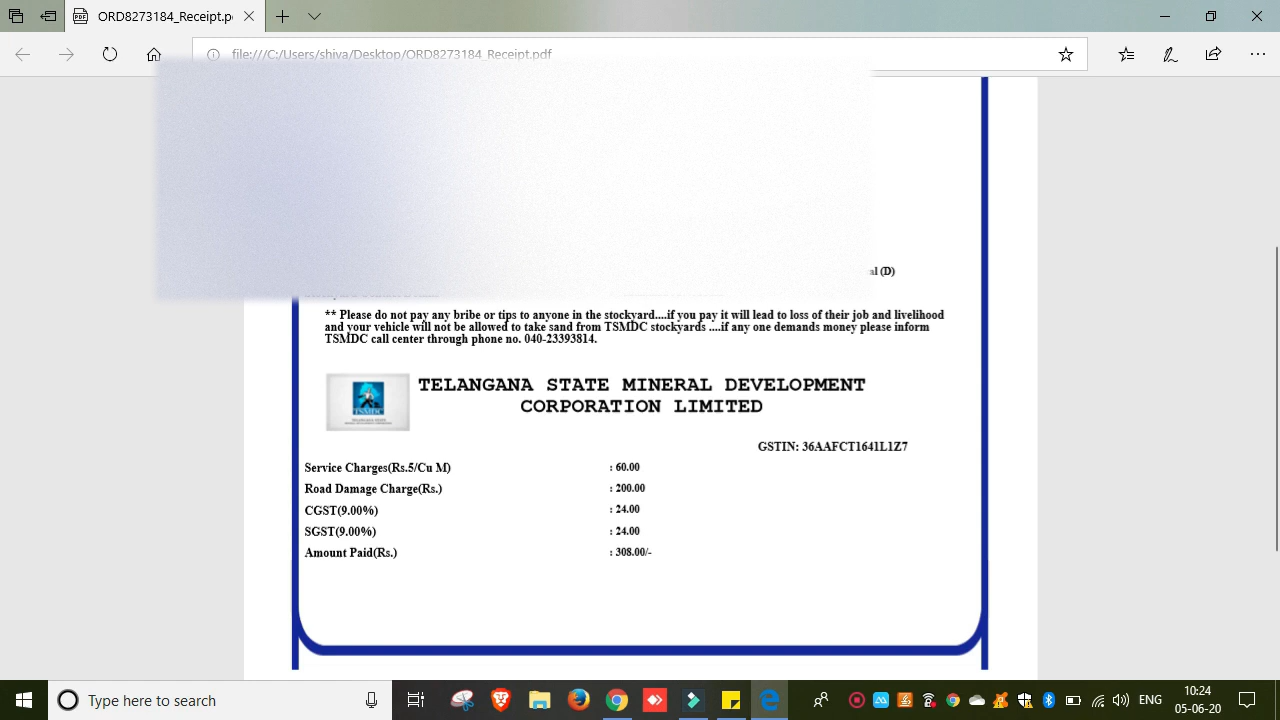 ORD8273184_Receipt.pdf
file:///C:/Users/shiva/Desktop/ORD8273184_Receipt.pdf
(D)
** Please do not pay any bribe or tips to anyone in the stockyard....if you pay it will lead to loss of their job and livelihood
and your vehicle will not be allowed to take sand from TSMDC stockyards ....if any one demands money please inform
TSMDC call center through phone no. 040-23393814.
TELANGANA STATE MINERAL DEVELOPMENT
CORPORATION LIMITED
TSMDC
GSTIN: 36AAFCT1641L1Z7
Service Charges(Rs.5/Cu M) : 60.00
Road Damage Charge(Rs.) : 200.00
CGST(9.00%) : 24.00
SGST(9.00%) : 24.00
Amount Paid(Rs.) : 308.00/-
Type here to search
ENG
10:24
05-06-20